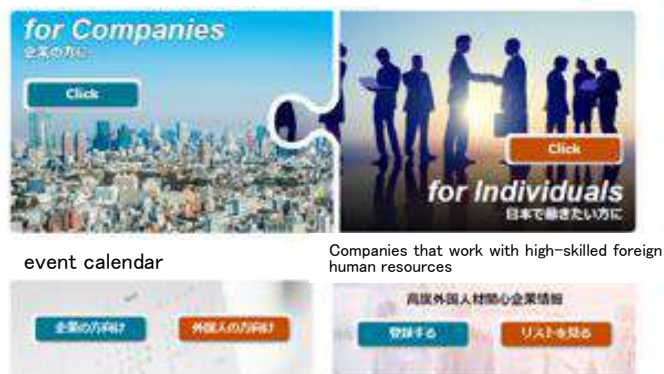 for Companies
企業の方に
Click
Click
for Individuals
日本で働きたい方に
event calendar
Companies that work with high-skilled foreign
human resources
企業の方向け
外国人の方向け
高度外国人材関心企業情報
登録する
リストを見る